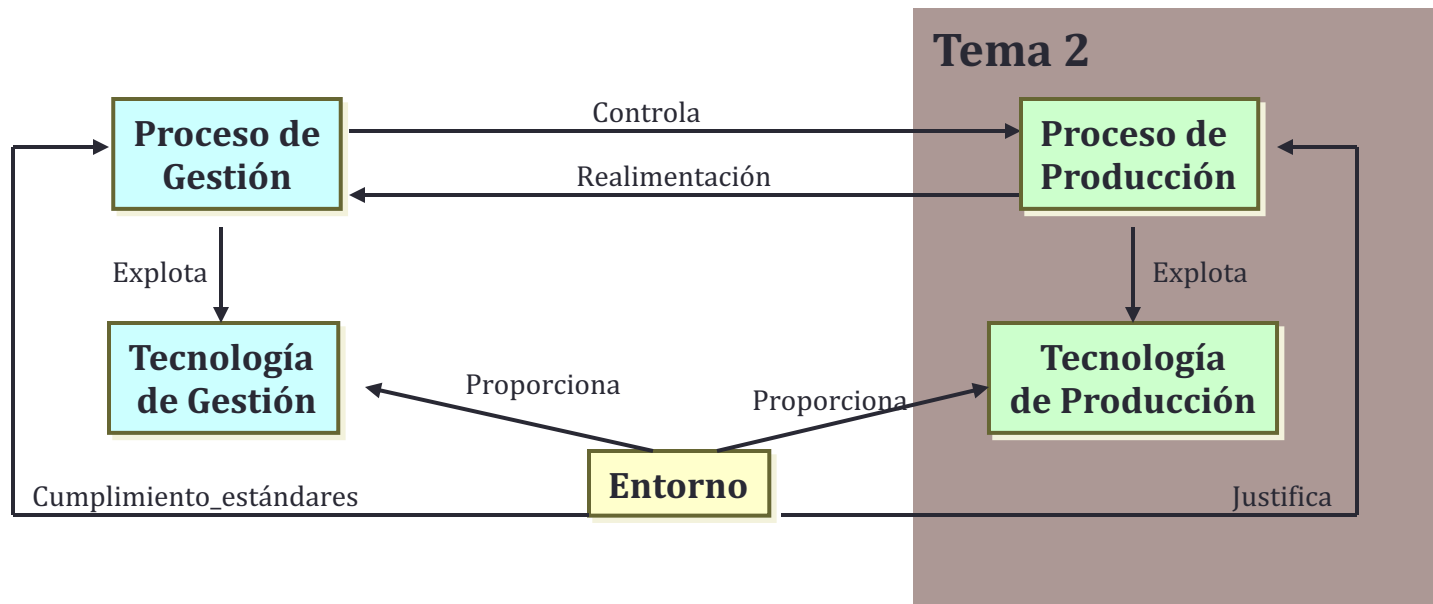 Tema 2
Controla
Proceso de
Gestión
Proceso de
Producción
Realimentación
Explota
Explota
Tecnología
de Gestión
Tecnología
de Producción
Proporciona
Proporciona
Entorno
Cumplimiento_estándares
Justifica